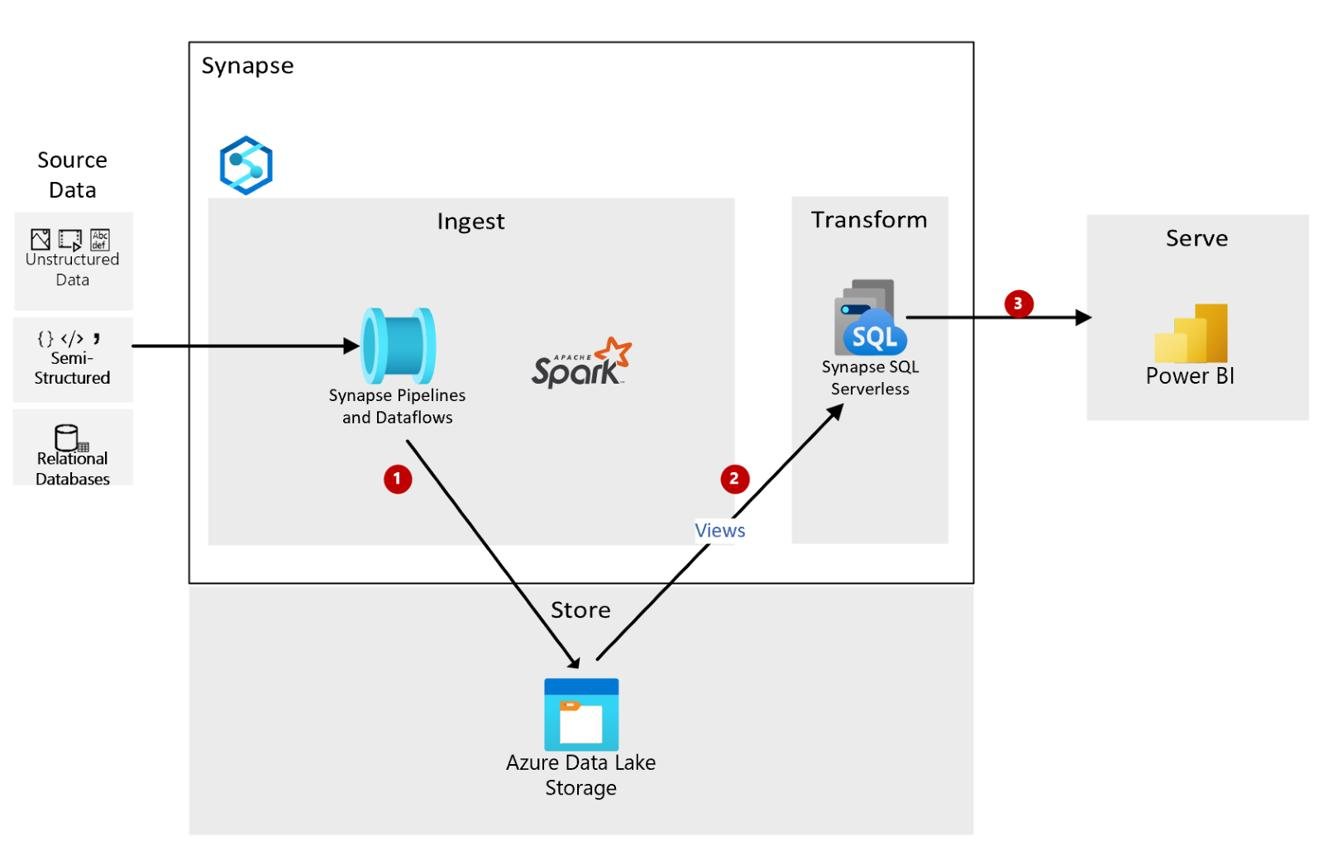 Synapse
Source
Data
Abc
def
Unstructured
Data
{} </> ,
Semi-
Structured
Relational
Databases
Ingest
Synapse Pipelines
and Dataflows
APACHE
Spark
1
Transform
SQL
Synapse SQL
Serverless
2
Views
3
Serve
Power BI
Store
Azure Data Lake
Storage